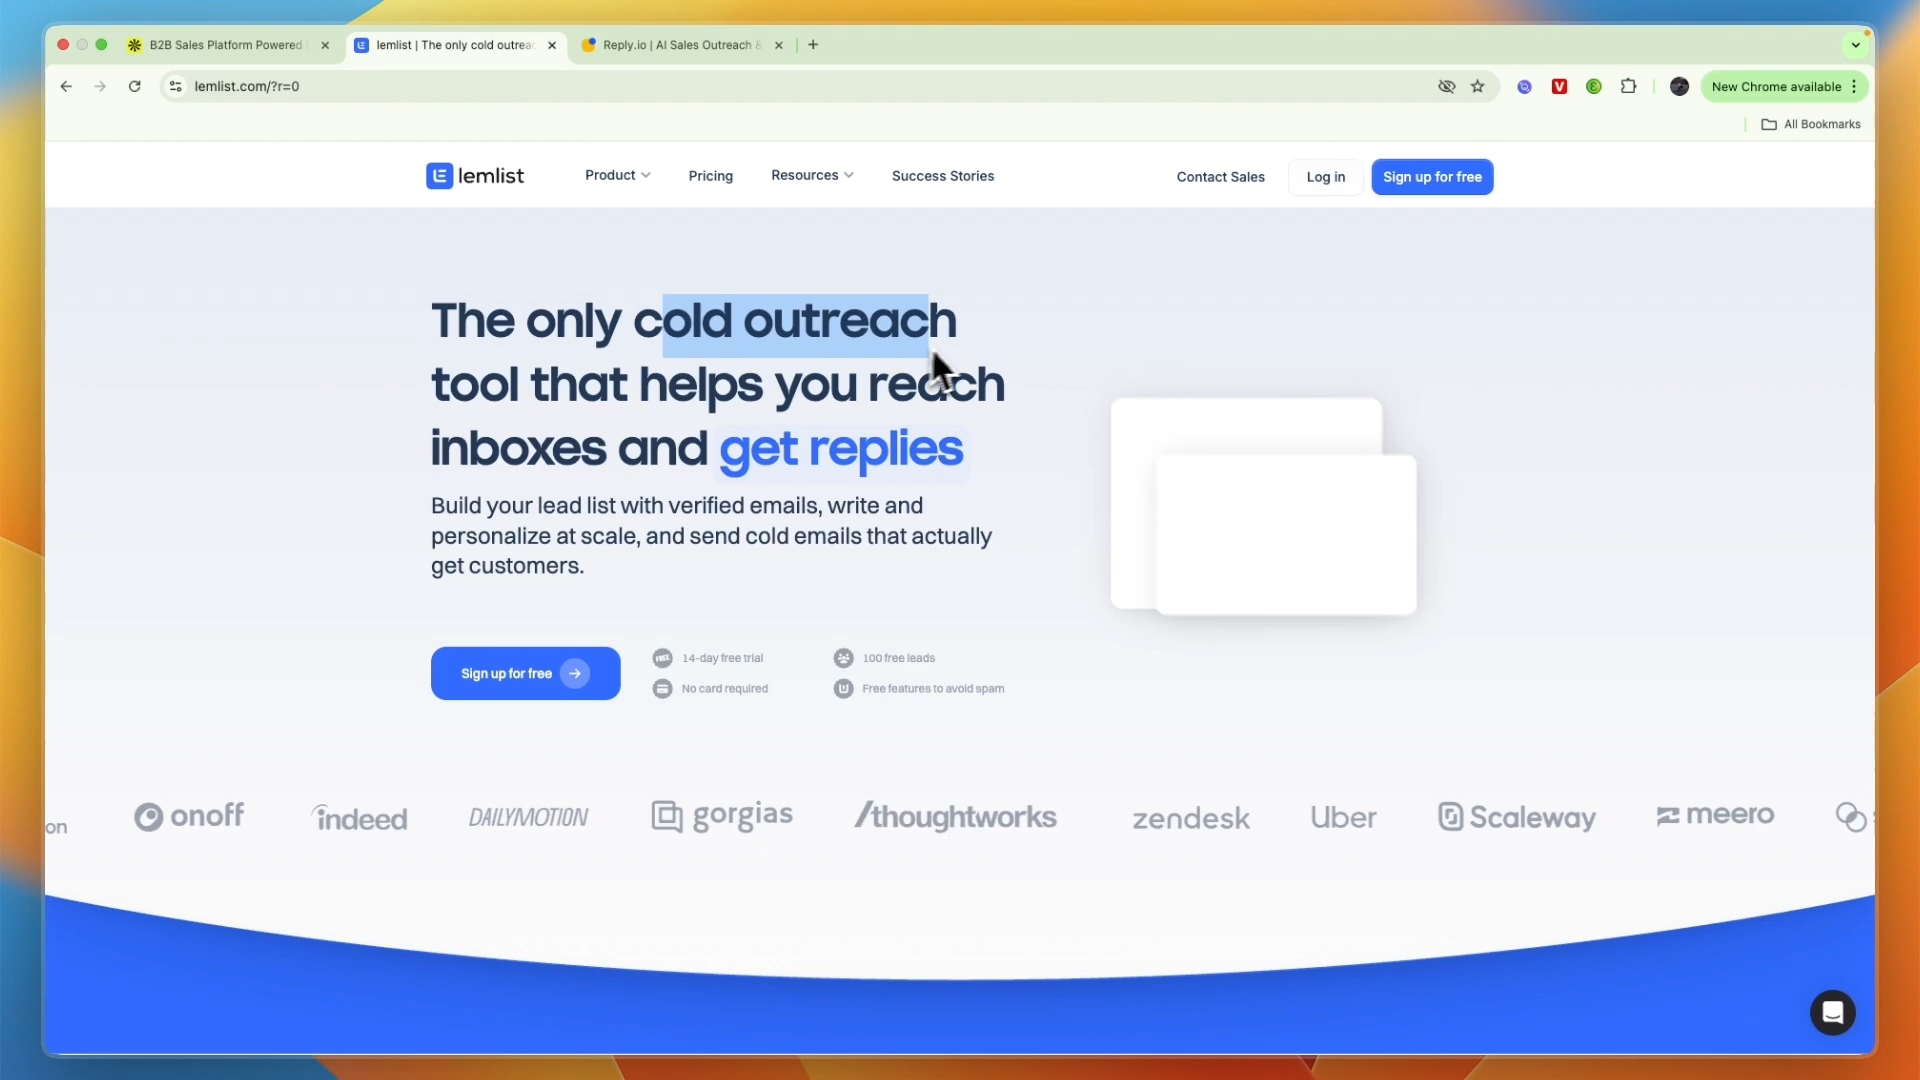 B2B Sales Platform Powered
lemlist | The only cold outreac
Reply.io | AI Sales Outreach &
lemlist.com/?r=0
New Chrome available
All Bookmarks
lemlist
Product
Pricing
Resources
Success Stories
Contact Sales
Log in
Sign up for free
The only cold outreach
tool that helps you reach
inboxes and get replies
Build your lead list with verified emails, write and
personalize at scale, and send cold emails that actually
get customers.
Sign up for free
FREE
14-day free trial
100 free leads
No card required
Free features to avoid spam
on
onoff
indeed
DAILYMOTION
gorgias
/thoughtworks
zendesk
Uber
Scaleway
meero